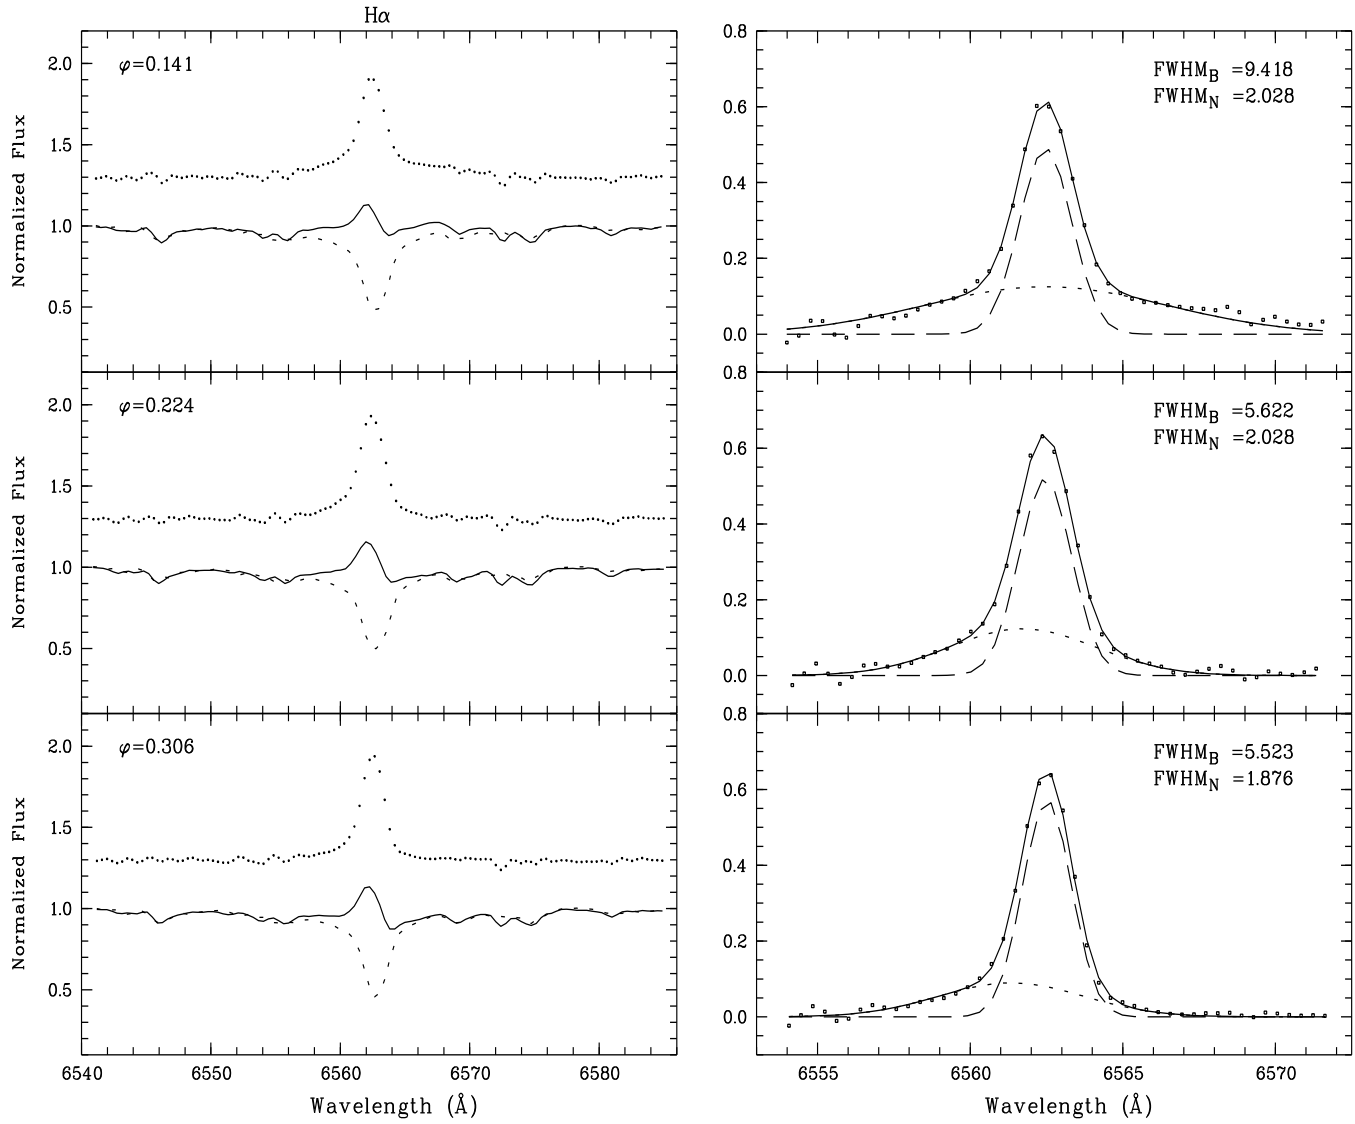 Hα
φ=0.141
Normalized Flux
2.0
1.5
1.0
0.5
FWHM_B =9.418
FWHM_N =2.028
0.8
0.6
0.4
0.2
0.0
φ=0.224
Normalized Flux
2.0
1.5
1.0
0.5
FWHM_B =5.622
FWHM_N =2.028
0.8
0.6
0.4
0.2
0.0
φ=0.306
Normalized Flux
2.0
1.5
1.0
0.5
FWHM_B =5.523
FWHM_N =1.876
0.8
0.6
0.4
0.2
0.0
6540 6550 6560 6570 6580
Wavelength (Å)
6555 6560 6565 6570
Wavelength (Å)